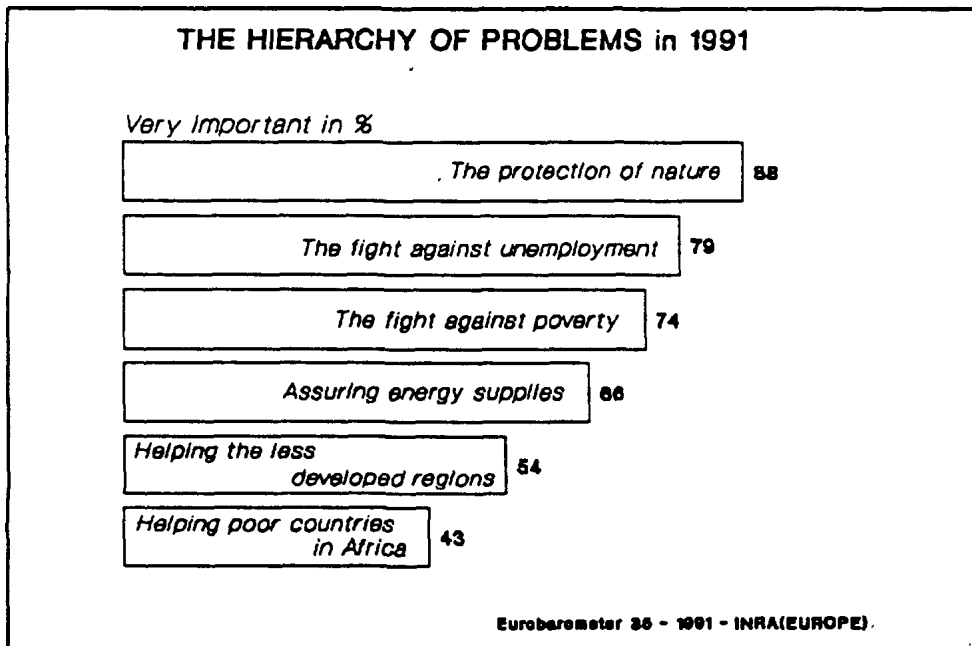 THE HIERARCHY OF PROBLEMS in 1991
Very Important in %
The protection of nature 88
The fight against unemployment 79
The fight against poverty 74
Assuring energy supplies 66
Helping the less
developed regions 54
Helping poor countries
in Africa 43
Eurobarometer 35 - 1991 - INRA(EUROPE)